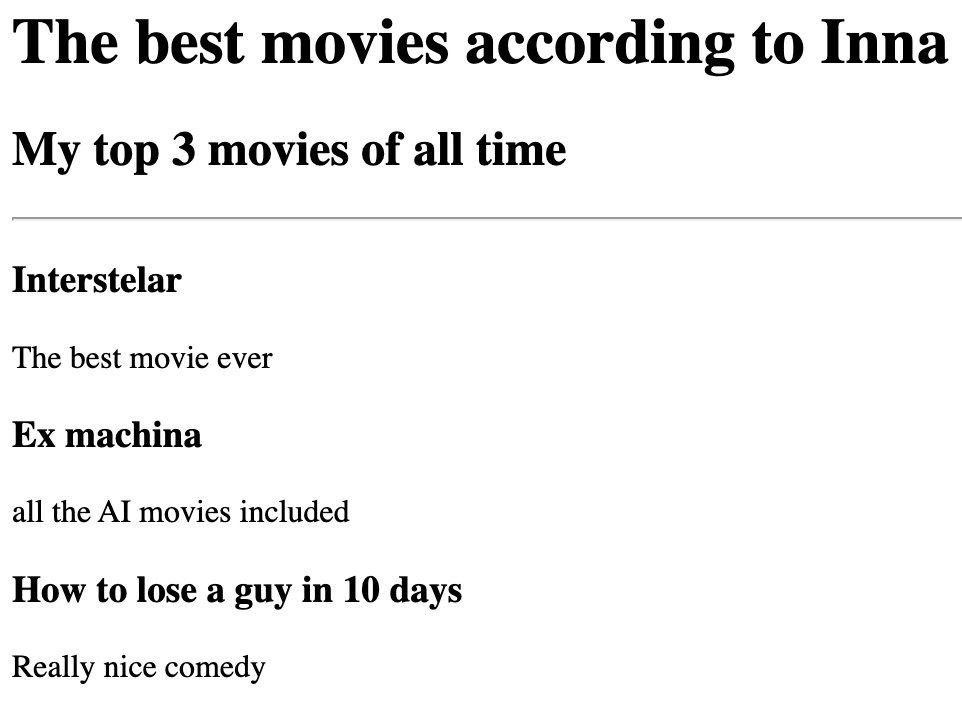 The best movies according to Inna
My top 3 movies of all time
Interstelar
The best movie ever
Ex machina
all the AI movies included
How to lose a guy in 10 days
Really nice comedy